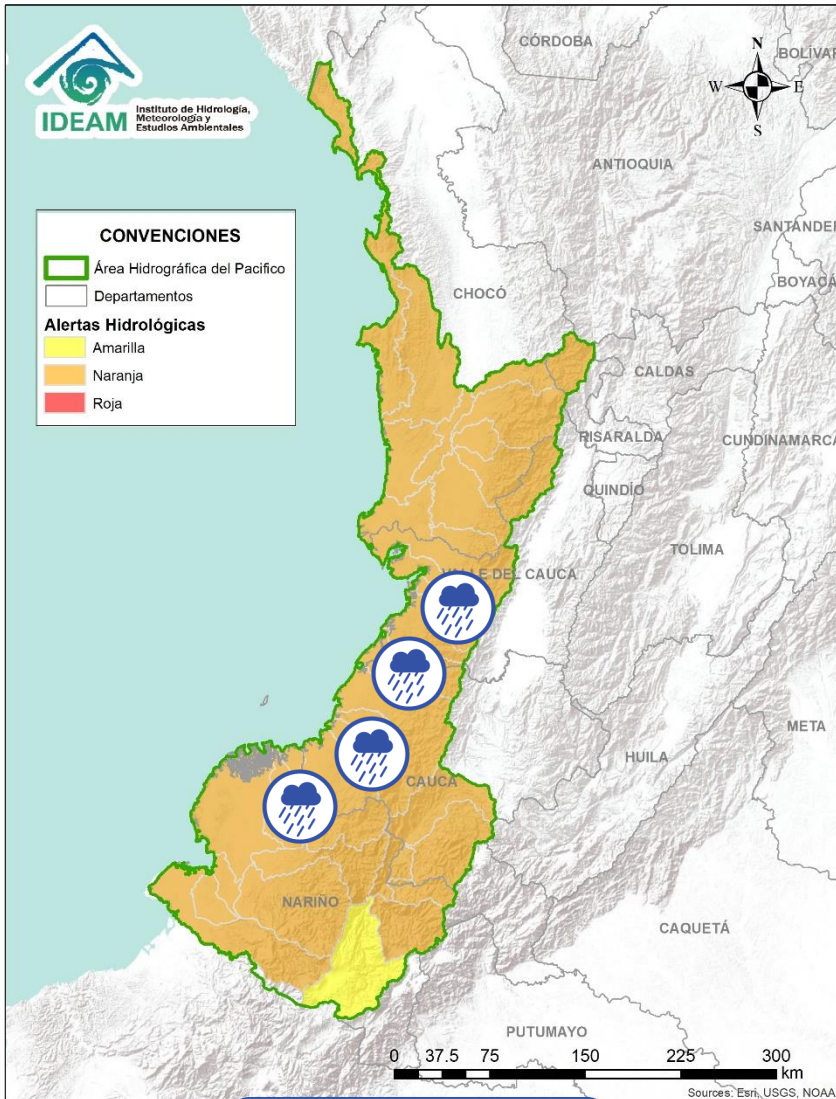 IDEAM
Instituto de Hidrología,
Meteorología y
Estudios Ambientales
CÓRDOBA
BOLÍVAR
N
W
E
S
ANTIOQUIA
SANTANDER
BOYACÁ
CONVENCIONES
Área Hidrográfica del Pacifico
Departamentos
Alertas Hidrológicas
Amarilla
Naranja
Roja
CHOCÓ
CALDAS
RISARALDA
CUNDINAMARCA
QUINDÍO
TOLIMA
VALLE DEL CAUCA
META
HUILA
CAUCA
NARIÑO
CAQUETÁ
PUTUMAYO
0 37.5 75 150 225 300
km
Sources: Esri, USGS, NOAA